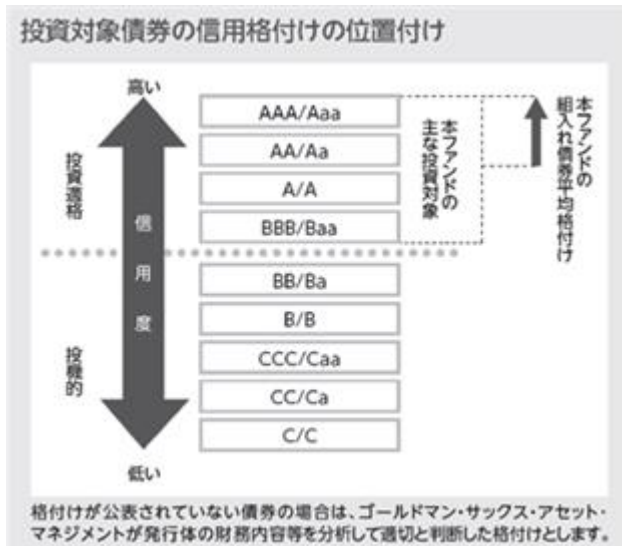 投資対象債券の信用格付けの位置付け
高い
投資適格
信用度
投機的
低い
AAA/Aaa
AA/Aa
A/A
BBB/Baa
BB/Ba
B/B
CCC/Caa
CC/Ca
C/C
本ファンドの
主な投資対象
本ファンドの
組入れ債券平均格付け
格付けが公表されていない債券の場合は、ゴールドマン・サックス・アセット・
マネジメントが発行体の財務内容等を分析して適切と判断した格付けとします。